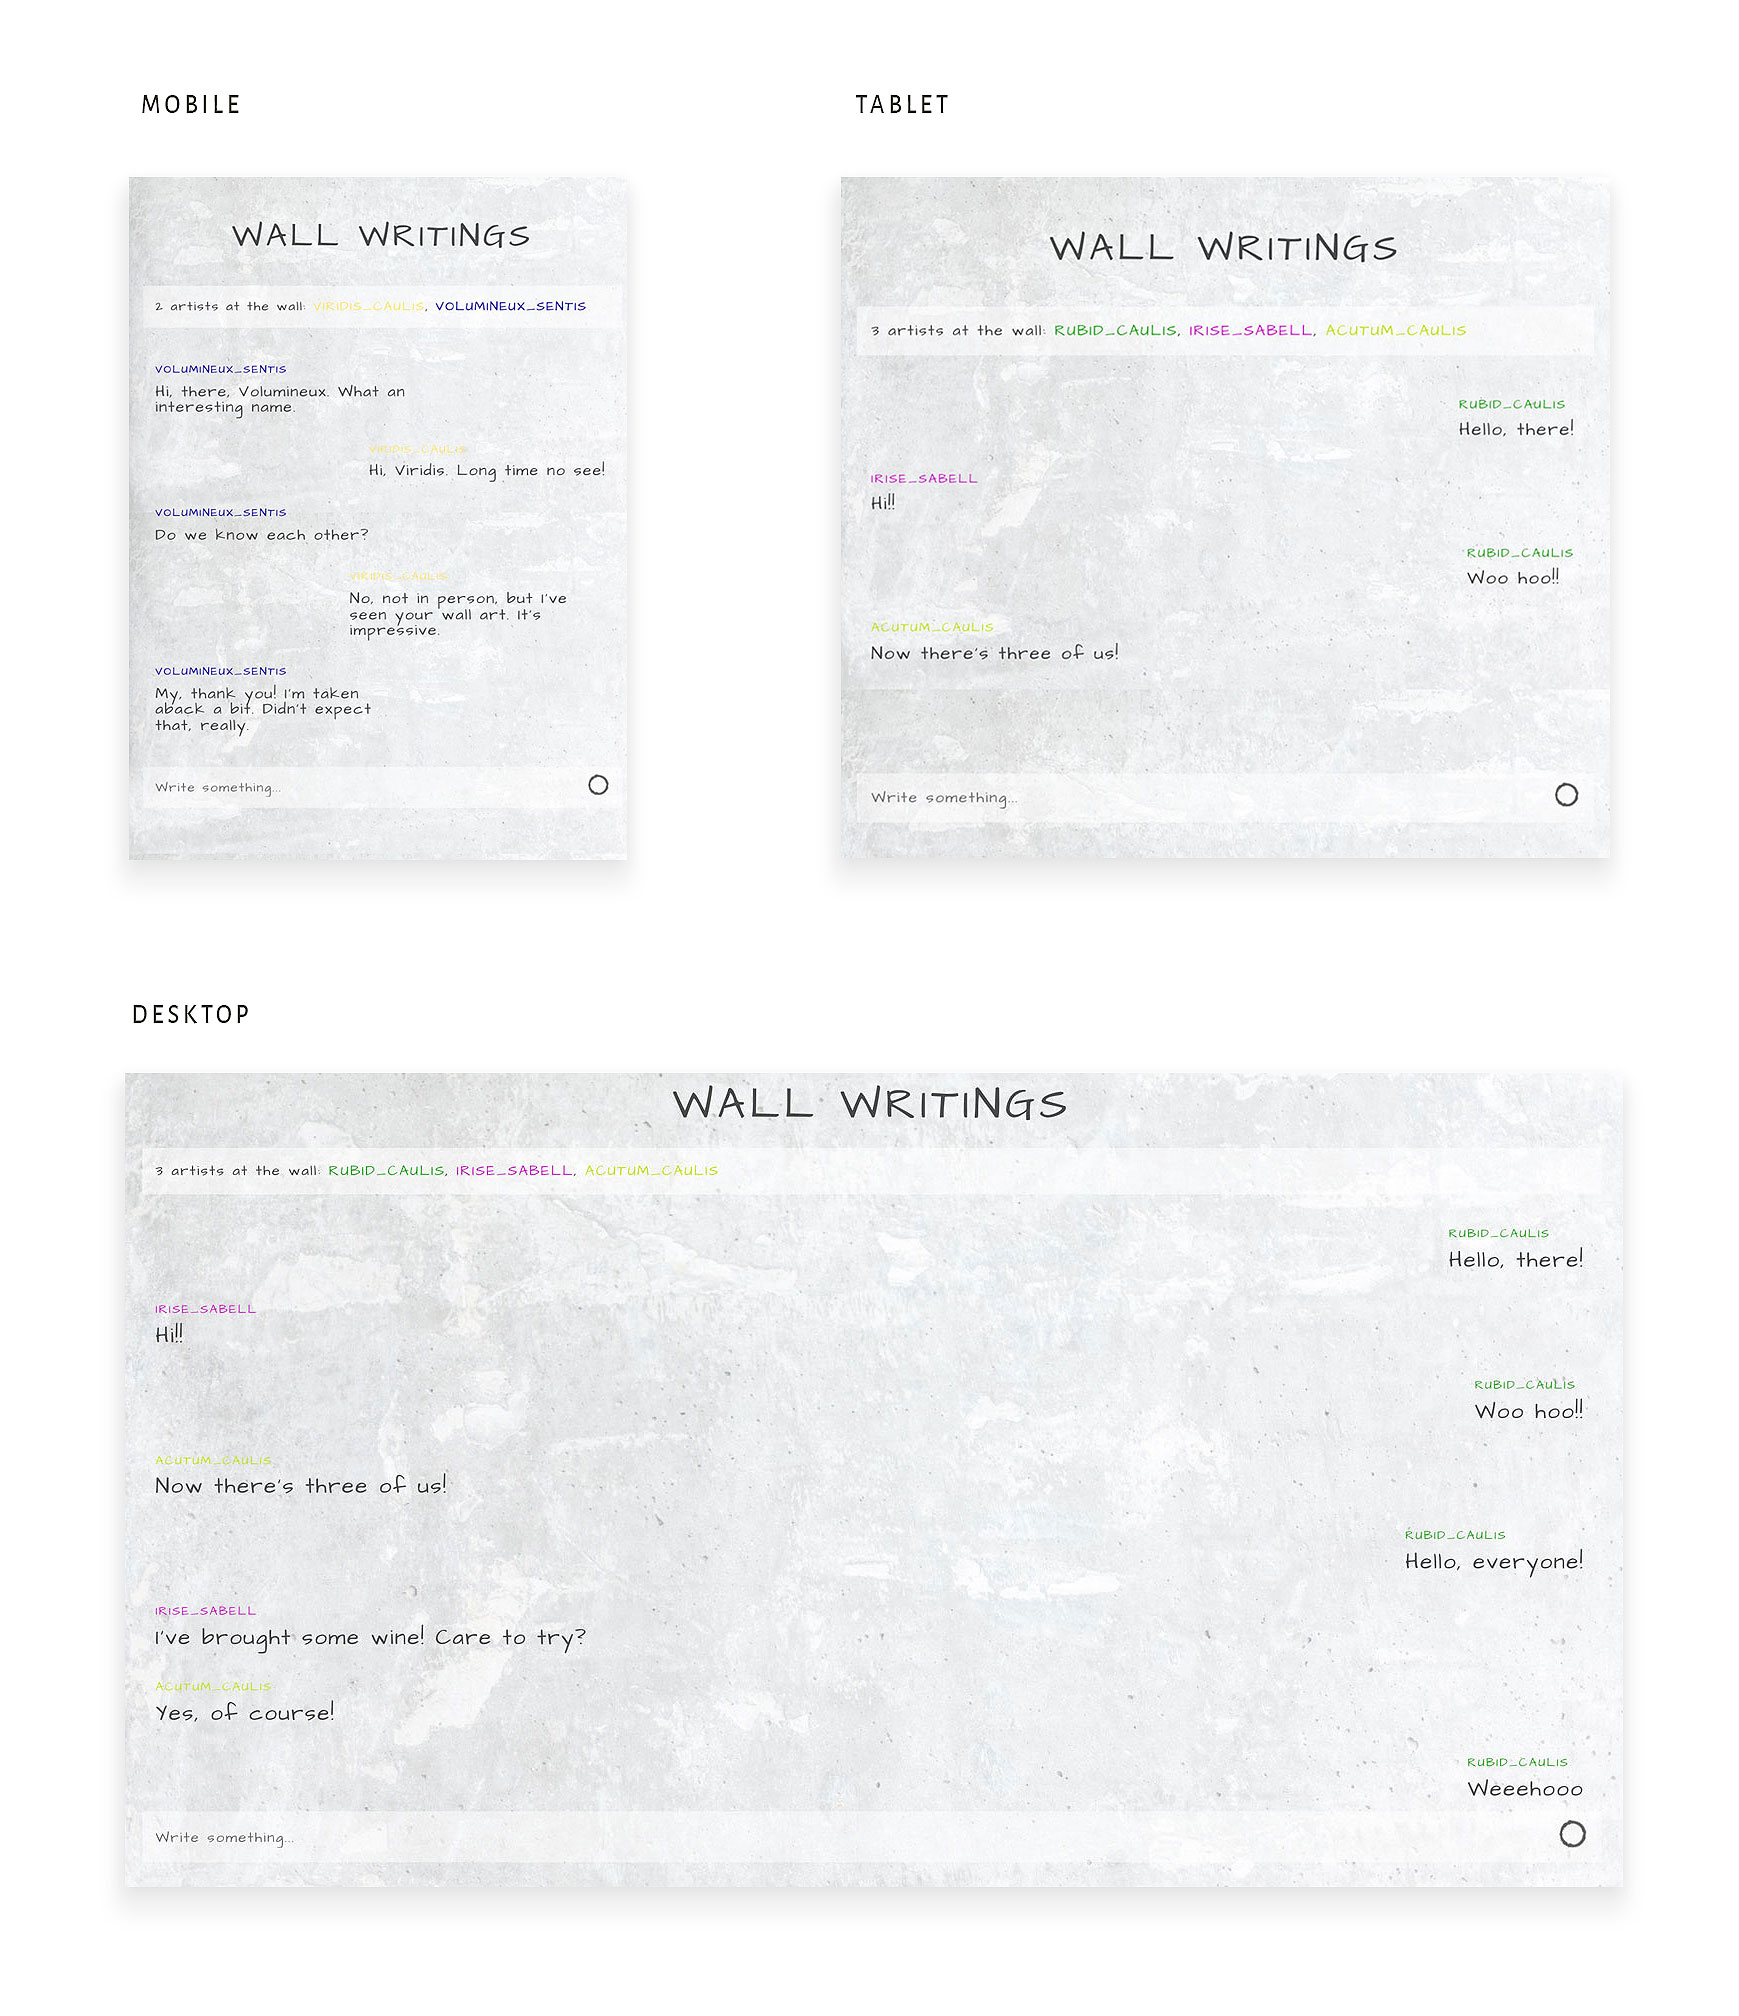 MOBILE
WALL WRITINGS
2 artists at the wall: VIRIDIS_CAULIS, VOLUMINEUX_SENTIS
VOLUMINEUX_SENTIS
Hi, there, Volumineux. What an
interesting name.
VIRIDIS_CAULIS
Hi, Viridis. Long time no see!
VOLUMINEUX_SENTIS
Do we know each other?
VIRIDIS_CAULIS
No, not in person, but I've
seen your wall art. It's
impressive.
VOLUMINEUX_SENTIS
My, thank you! I'm taken
aback a bit. Didn't expect
that, really.
Write something...
TABLET
WALL WRITINGS
3 artists at the wall: RUBID_CAULIS, IRISE_SABELL, ACUTUM_CAULIS
RUBID_CAULIS
Hello, there!
IRISE_SABELL
Hi!!
RUBID_CAULIS
Woo hoo!!
ACUTUM_CAULIS
Now there's three of us!
Write something...
DESKTOP
WALL WRITINGS
3 artists at the wall: RUBID_CAULIS, IRISE_SABELL, ACUTUM_CAULIS
RUBID_CAULIS
Hello, there!
IRISE_SABELL
Hi!!
RUBID_CAULIS
Woo hoo!!
ACUTUM_CAULIS
Now there's three of us!
RUBID_CAULIS
Hello, everyone!
IRISE_SABELL
I've brought some wine! Care to try?
ACUTUM_CAULIS
Yes, of course!
RUBID_CAULIS
Weeehooo
Write something...